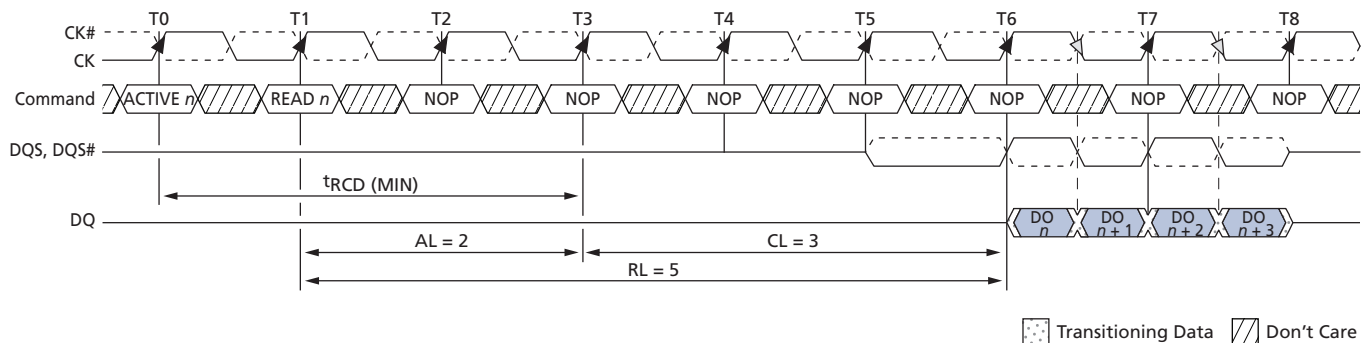 T0 T1 T2 T3 T4 T5 T6 T7 T8
CK#
CK
Command ACTIVE n READ n NOP NOP NOP NOP NOP NOP NOP
DQS, DQS#
tRCD (MIN)
DQ DO n DO n + 1 DO n + 2 DO n + 3
AL = 2 CL = 3
RL = 5
Transitioning Data Don't Care